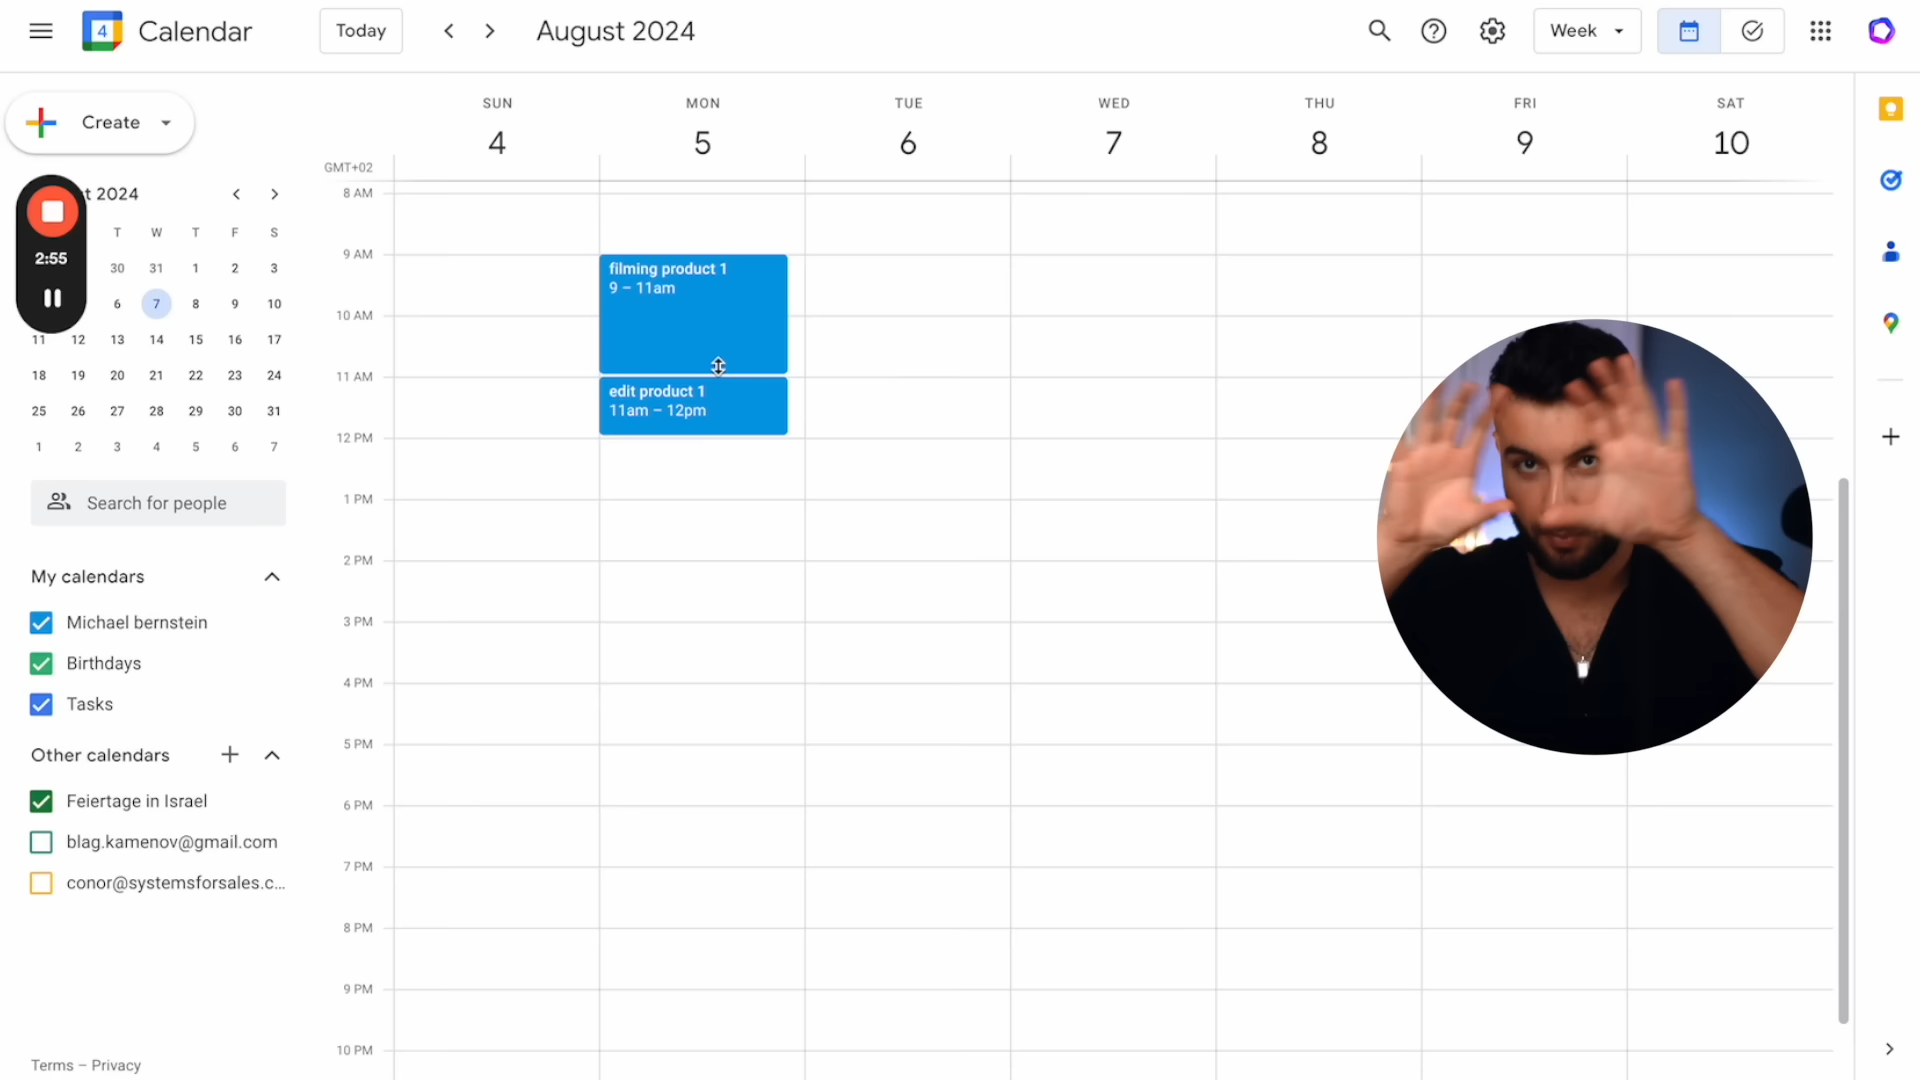 4
Calendar
Today
August 2024
Week
Create
SUN
MON
TUE
WED
THU
FRI
SAT
4
5
6
7
8
9
10
GMT+02
t 2024
T W T F S
30 31 1 2 3
6 7 8 9 10
11 12 13 14 15 16 17
18 19 20 21 22 23 24
25 26 27 28 29 30 31
1 2 3 4 5 6 7
2:55
Search for people
My calendars
Michael bernstein
Birthdays
Tasks
Other calendars
Feiertage in Israel
blag.kamenov@gmail.com
conor@systemsforsales.c...
Terms – Privacy
8 AM
9 AM
10 AM
11 AM
12 PM
1 PM
2 PM
3 PM
4 PM
5 PM
6 PM
7 PM
8 PM
9 PM
10 PM
filming product 1
9 – 11am
edit product 1
11am – 12pm